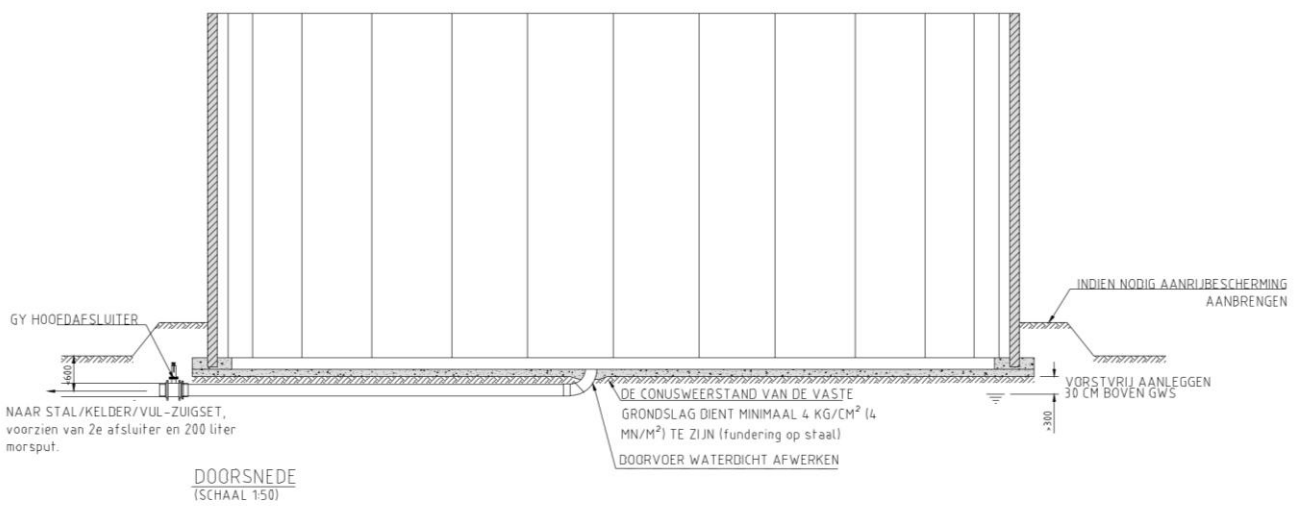 INDIEN NODIG AANRIJBESCHERMING
AANBRENGEN
GY HOOFDAFSLUITER
±600
NAAR STAL/KELDER/VUL-ZUIGSET,
voorzien van 2e afsluiter en 200 liter
morsput.
DE CONUSWEERSTAND VAN DE VASTE
GRONDSLAG DIENT MINIMAAL 4 KG/CM² (4
MN/M²) TE ZIJN (fundering op staal)
DOORVOER WATERDICHT AFWERKEN
VORSTVRIJ AANLEGGEN
30 CM BOVEN GWS
>300
DOORSNEDE
(SCHAAL 1:50)